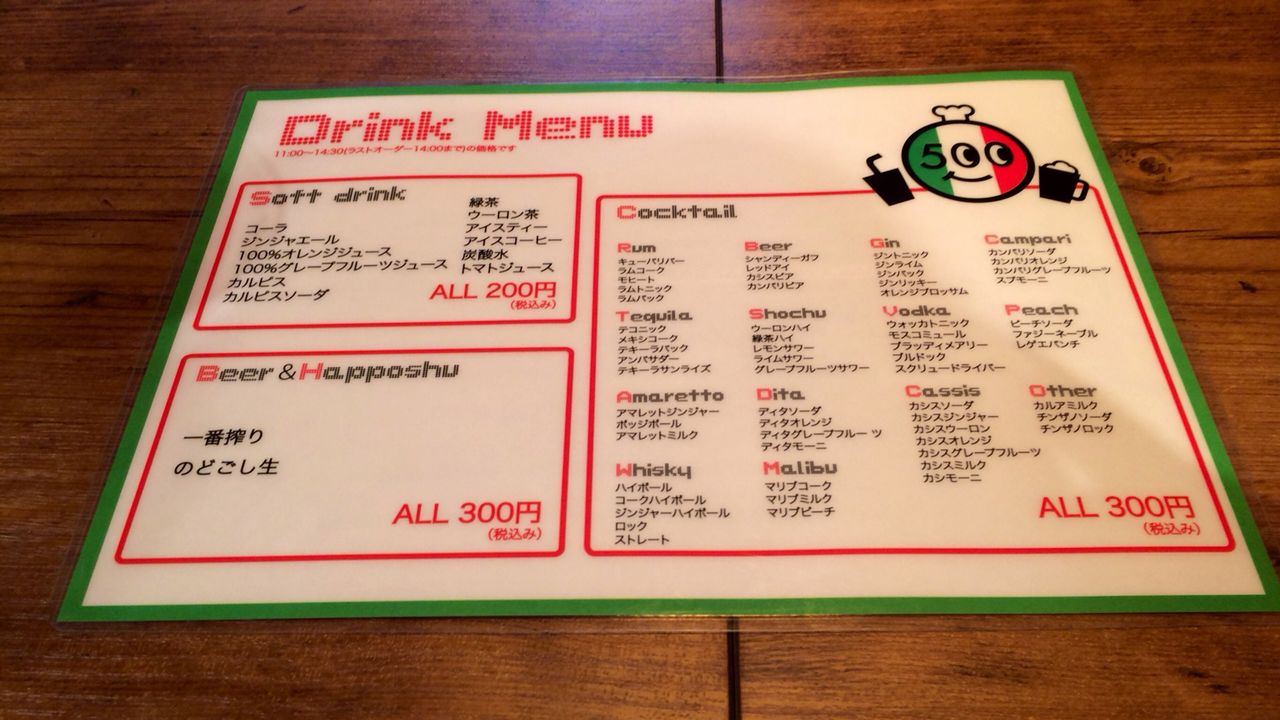 Drink Menu
11:00〜14:30(ラストオーダー14:00まで)の価格です
500
Soft drink
コーラ
ジンジャエール
100%オレンジジュース
100%グレープフルーツジュース
カルピス
カルピスソーダ
緑茶
ウーロン茶
アイスティー
アイスコーヒー
炭酸水
トマトジュース
ALL 200円
(税込み)
Beer&Happoshu
一番搾り
のどごし生
ALL 300円
(税込み)
Cocktail
Rum
キューバリバー
ラムコーク
モヒート
ラムトニック
ラムバック
Beer
シャンディーガフ
レッドアイ
カシスビア
カンパリビア
Gin
ジントニック
ジンライム
ジンバック
ジンリッキー
オレンジブロッサム
Campari
カンパリソーダ
カンパリオレンジ
カンパリグレープフルーツ
スプモーニ
Tequila
テコニック
メキシコーク
テキーラバック
アンバサダー
テキーラサンライズ
Shochu
ウーロンハイ
緑茶ハイ
レモンサワー
ライムサワー
グレープフルーツサワー
Vodka
ウォッカトニック
モスコミュール
ブラッディメアリー
ブルドック
スクリュードライバー
Peach
ピーチソーダ
ファジーネーブル
レゲエパンチ
Amaretto
アマレットジンジャー
ボッジボール
アマレットミルク
Dita
ディタソーダ
ディタオレンジ
ディタグレープフルーツ
ディタモーニ
Cassis
カシスソーダ
カシスジンジャー
カシスウーロン
カシスオレンジ
カシスグレープフルーツ
カシスミルク
カシモーニ
Other
カルアミルク
チンザノソーダ
チンザノロック
Whisky
ハイボール
コークハイボール
ジンジャーハイボール
ロック
ストレート
Malibu
マリブコーク
マリブミルク
マリブピーチ
ALL 300円
(税込み)